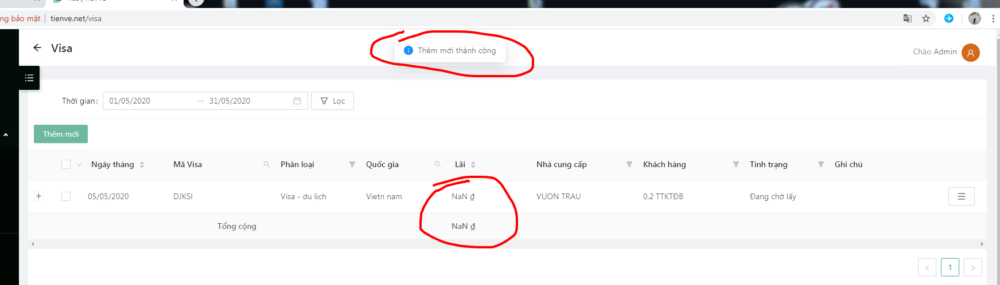 ng bảo mật tienve.net/visa
Visa
Thêm mới thành công
Chào Admin
Thời gian: 01/05/2020 → 31/05/2020 Lọc
Thêm mới
Ngày tháng Mã Visa Phân loại Quốc gia Lãi Nhà cung cấp Khách hàng Tình trạng Ghi chú
05/05/2020 DJKSI Visa - du lịch Vietn nam NaN ₫ VUON TRAU 0.2 TTKTĐB Đang chờ lấy
Tổng cộng NaN ₫
1